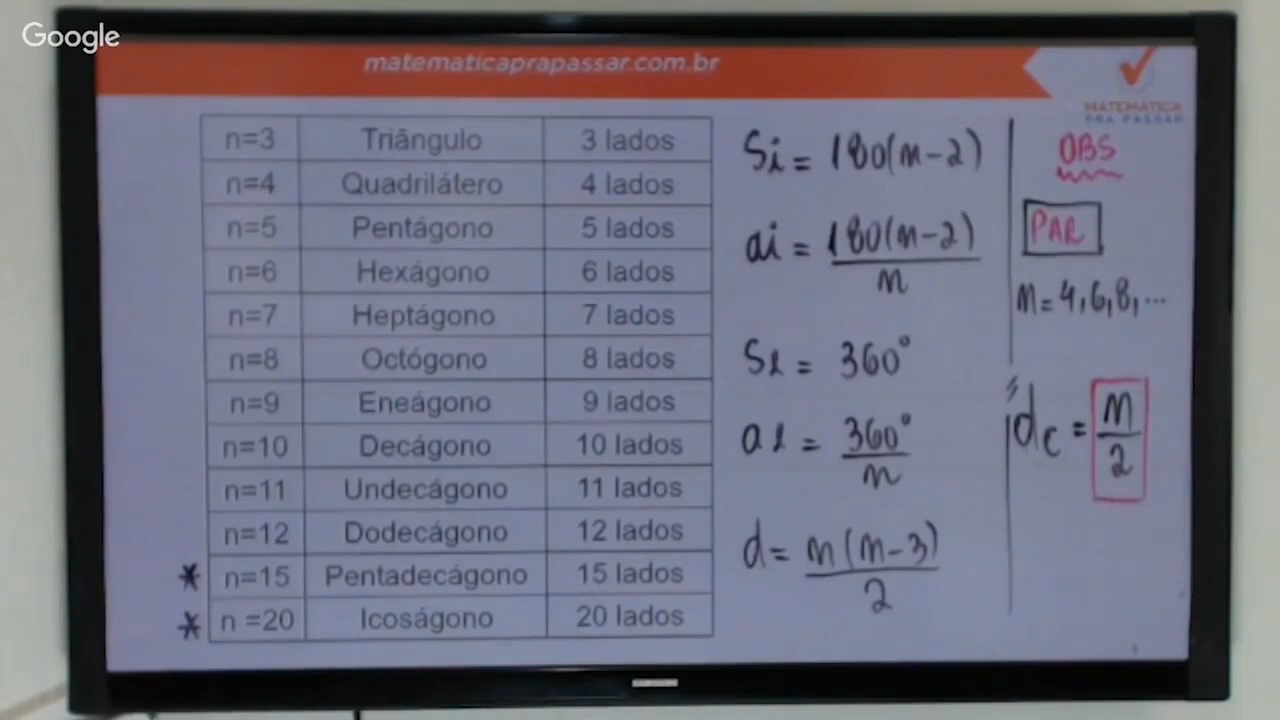 Google
matematicaprapassar.com.br
MATEMATICA
PRA PASSAR
n=3 Triângulo 3 lados
n=4 Quadrilátero 4 lados
n=5 Pentágono 5 lados
n=6 Hexágono 6 lados
n=7 Heptágono 7 lados
n=8 Octógono 8 lados
n=9 Eneágono 9 lados
n=10 Decágono 10 lados
n=11 Undecágono 11 lados
n=12 Dodecágono 12 lados
* n=15 Pentadecágono 15 lados
* n =20 Icoságono 20 lados
Si = 180(n-2)
ai = 180(n-2)
n
Se = 360°
ae = 360°
n
d = n(n-3)
2
OBS
PAR
n=4,6,8,...
dc = n
2